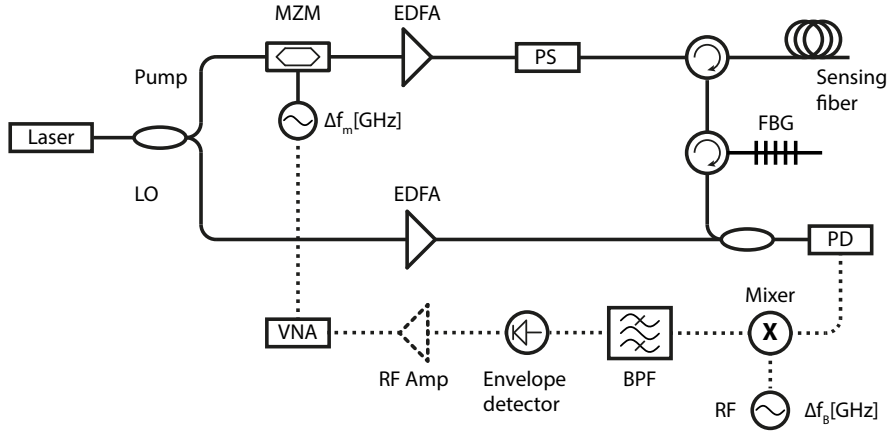 MZM
EDFA
PS
Pump
Sensing
fiber
Δf_m[GHz]
FBG
Laser
LO
EDFA
PD
Mixer
X
VNA
RF Amp
Envelope
detector
BPF
RF
Δf_B[GHz]